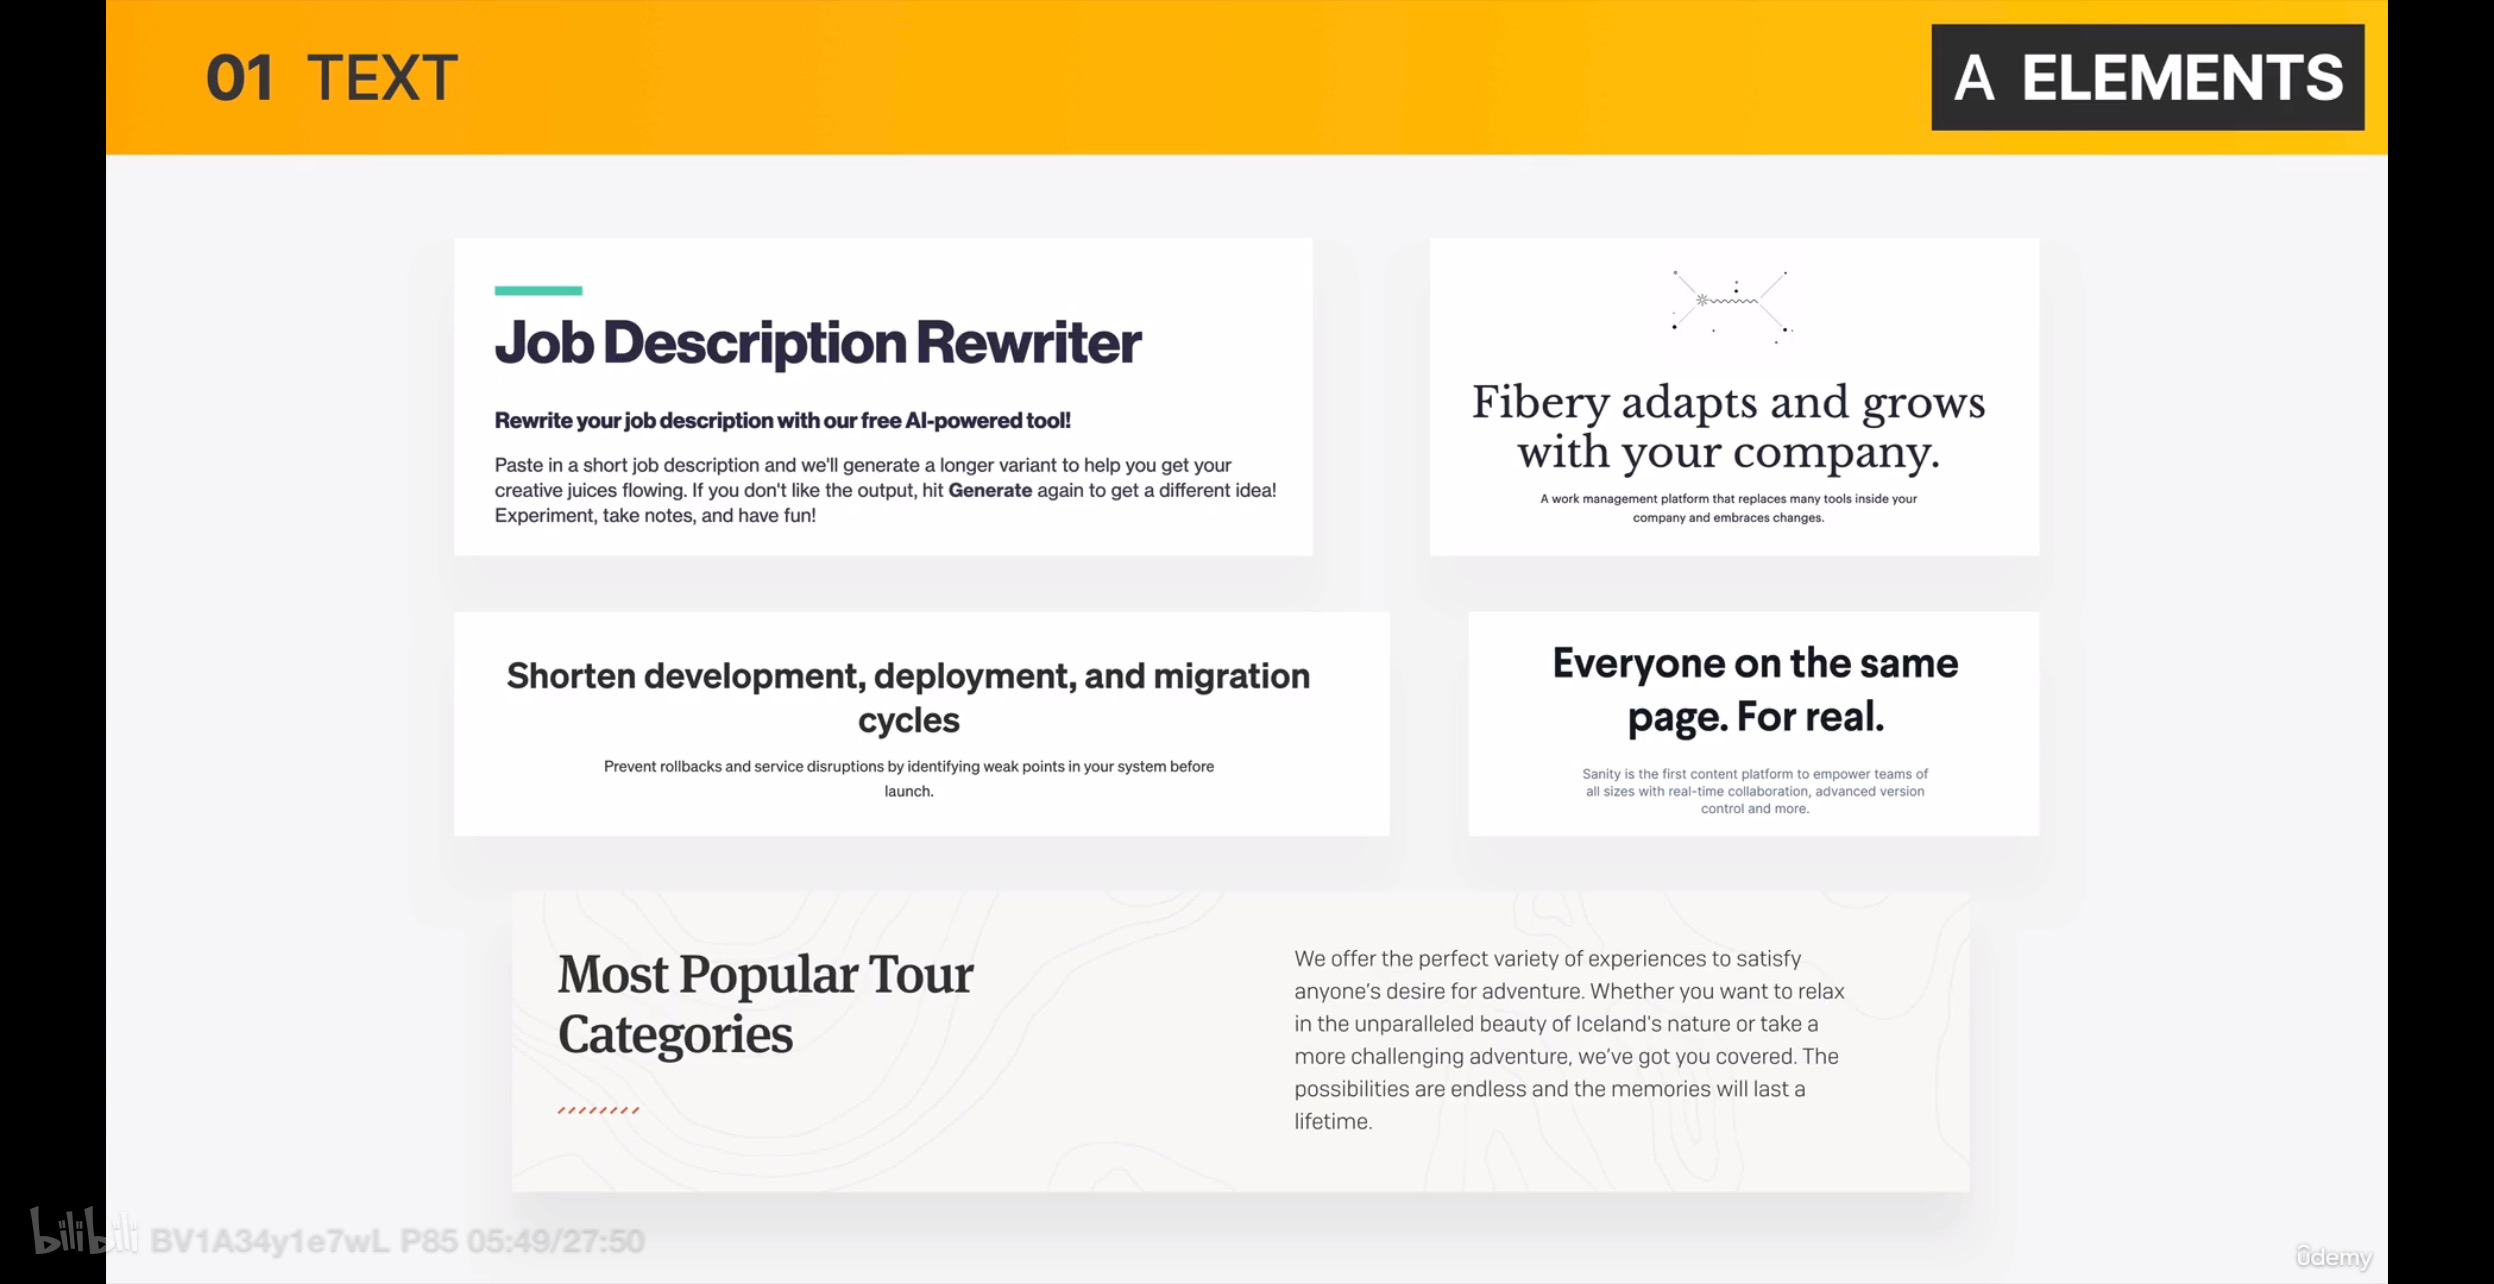 01 TEXT
A ELEMENTS
Job Description Rewriter
Rewrite your job description with our free AI-powered tool!
Paste in a short job description and we'll generate a longer variant to help you get your
creative juices flowing. If you don't like the output, hit Generate again to get a different idea!
Experiment, take notes, and have fun!
Fibery adapts and grows
with your company.
A work management platform that replaces many tools inside your
company and embraces changes.
Shorten development, deployment, and migration
cycles
Prevent rollbacks and service disruptions by identifying weak points in your system before
launch.
Everyone on the same
page. For real.
Sanity is the first content platform to empower teams of
all sizes with real-time collaboration, advanced version
control and more.
Most Popular Tour
Categories
We offer the perfect variety of experiences to satisfy
anyone’s desire for adventure. Whether you want to relax
in the unparalleled beauty of Iceland's nature or take a
more challenging adventure, we’ve got you covered. The
possibilities are endless and the memories will last a
lifetime.
bilibili BV1A34y1e7wL P85 05:49/27:50
ûdemy